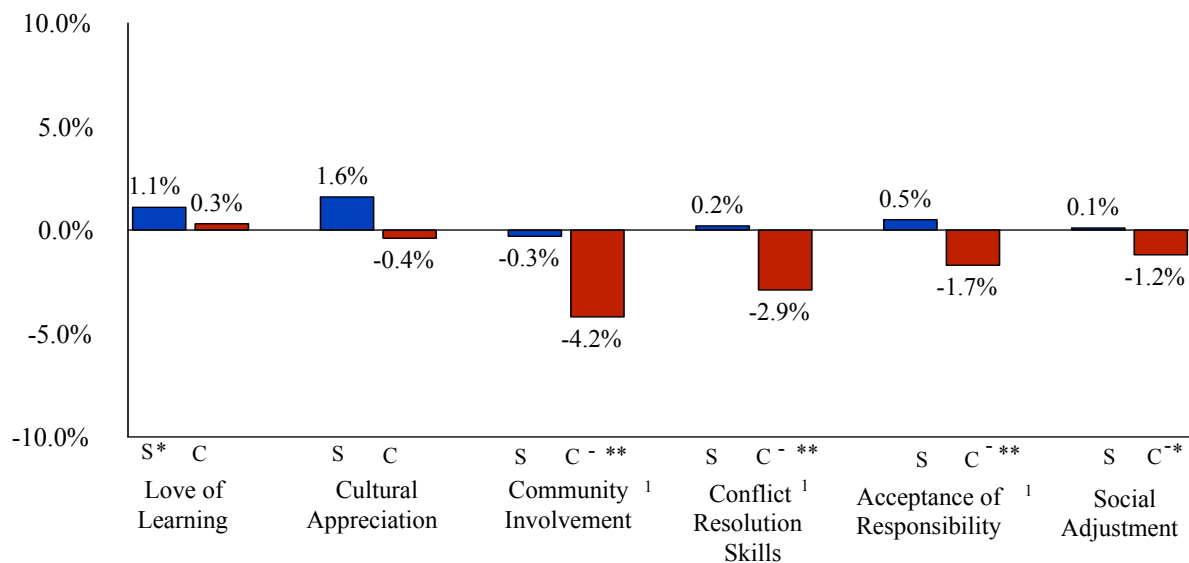 10.0%
5.0%
0.0%
-5.0%
-10.0%
1.1% 0.3% 1.6% -0.4% -0.3% -4.2% 0.2% -2.9% 0.5% -1.7% 0.1% -1.2%
S* C S C S C - ** S C - ** S C - ** S C -*
Love of Learning
Cultural Appreciation
Community Involvement 1
Conflict Resolution Skills 1
Acceptance of Responsibility 1
Social Adjustment